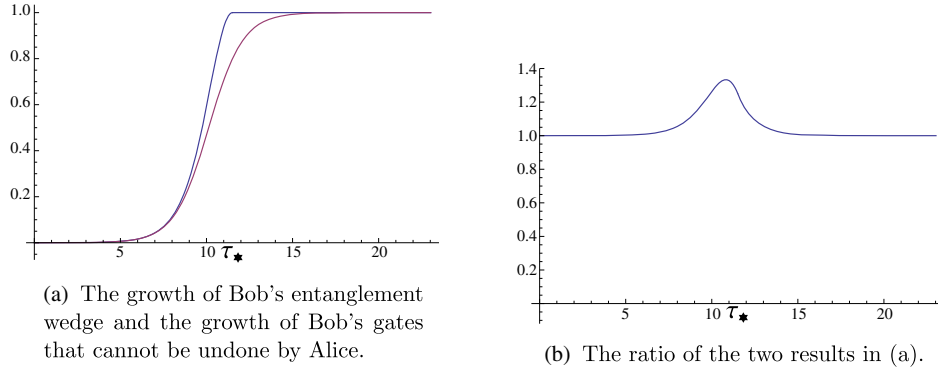 1.0
0.8
0.6
0.4
0.2
5 10 τ⋆ 15 20
(a) The growth of Bob's entanglement
wedge and the growth of Bob's gates
that cannot be undone by Alice.
1.4
1.2
1.0
0.8
0.6
0.4
0.2
5 10 τ⋆ 15 20
(b) The ratio of the two results in (a).